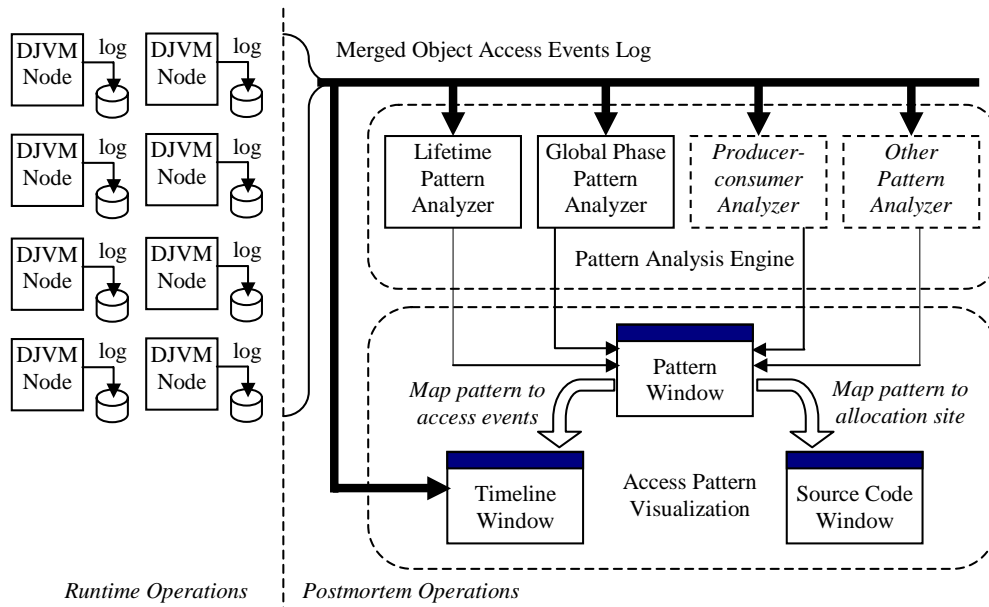 DJVM
Node
log
DJVM
Node
log
DJVM
Node
log
DJVM
Node
log
DJVM
Node
log
DJVM
Node
log
DJVM
Node
log
DJVM
Node
log
Runtime Operations
Merged Object Access Events Log
Lifetime
Pattern
Analyzer
Global Phase
Pattern
Analyzer
Producer-
consumer
Analyzer
Other
Pattern
Analyzer
Pattern Analysis Engine
Pattern
Window
Map pattern to
access events
Map pattern to
allocation site
Timeline
Window
Access Pattern
Visualization
Source Code
Window
Postmortem Operations